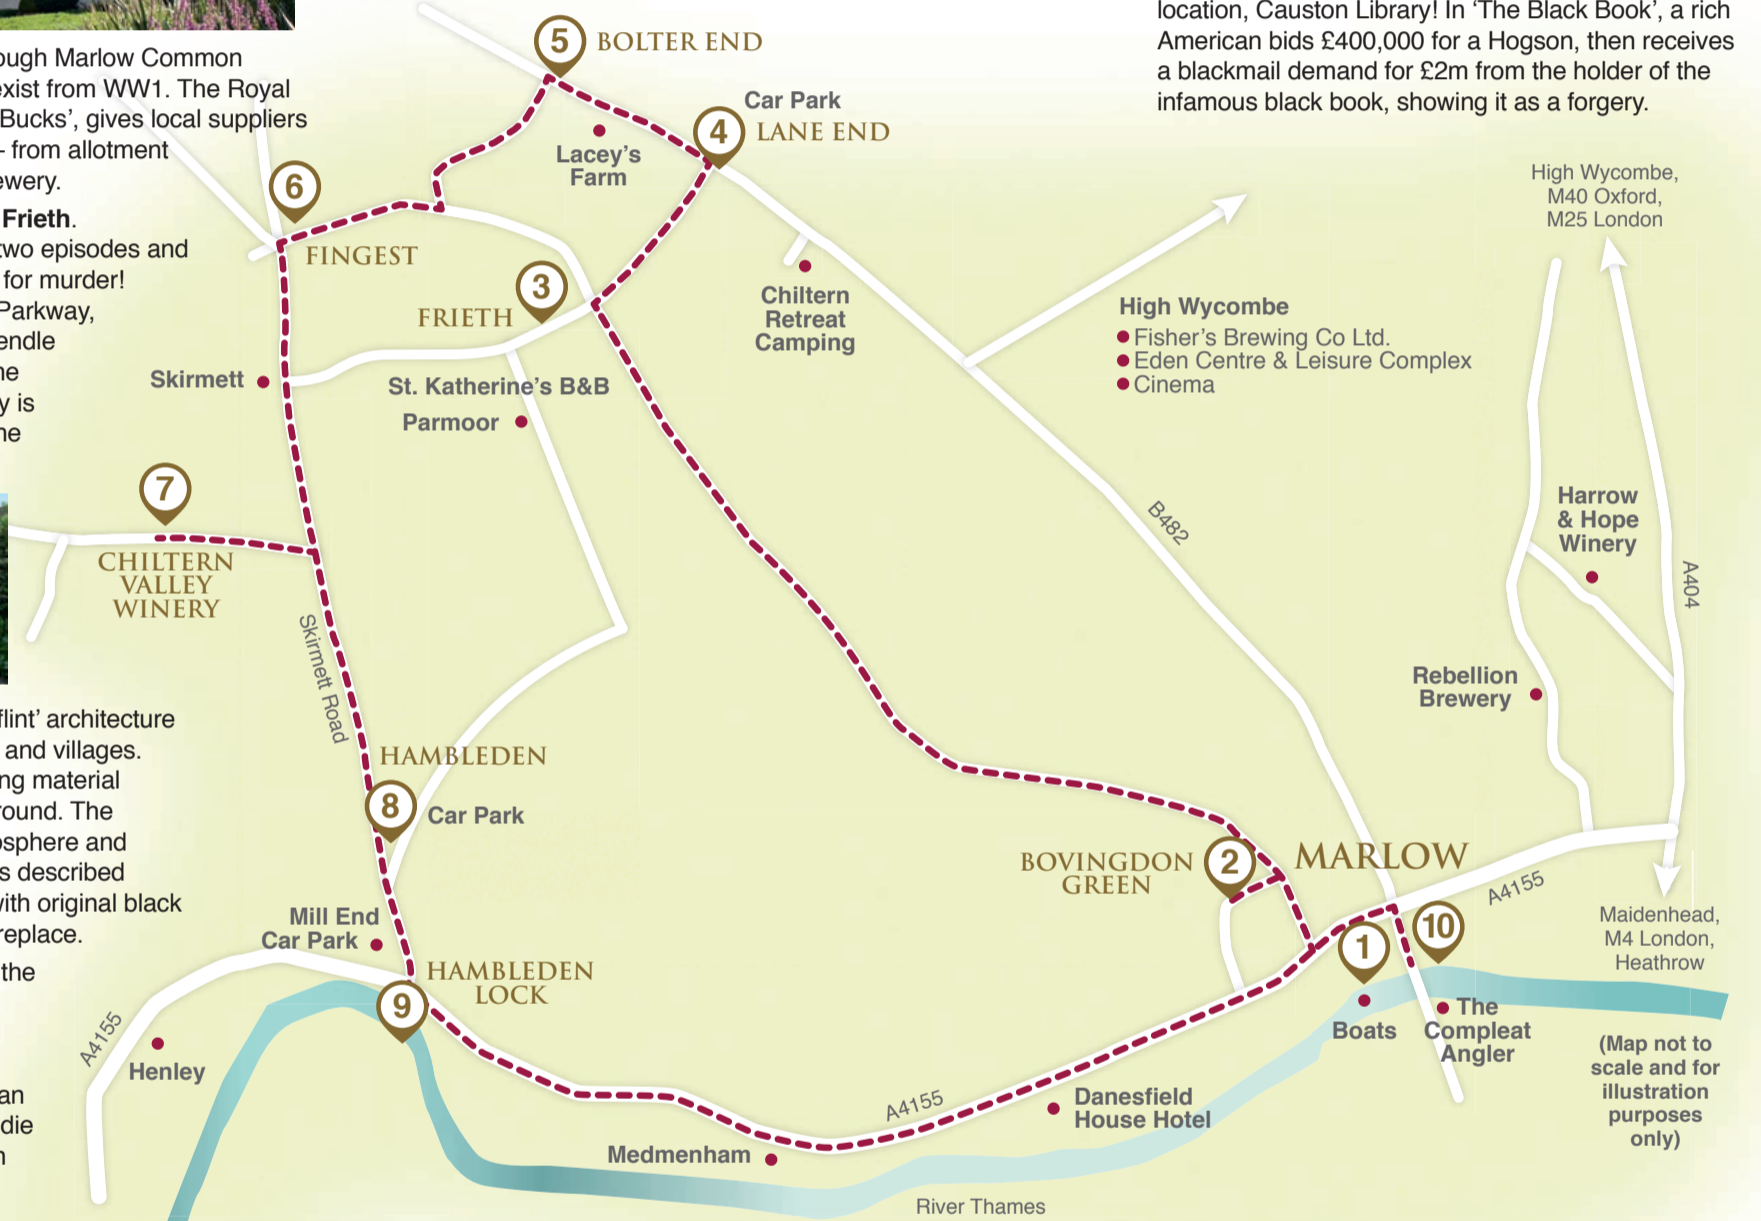 ough Marlow Common
exist from WW1. The Royal
Bucks’, gives local suppliers
- from allotment
ewery.
Frieth.
two episodes and
for murder!
Parkway,
endle
ne
y is
ne
flint’ architecture
and villages.
ng material
round. The
osphere and
s described
with original black
replace.
the
an
die
n
location, Causton Library! In ‘The Black Book’, a rich
American bids £400,000 for a Hogson, then receives
a blackmail demand for £2m from the holder of the
infamous black book, showing it as a forgery.
5 BOLTER END
Car Park
4 LANE END
Lacey’s
Farm
6
FINGEST
3
FRIETH
Chiltern
Retreat
Camping
High Wycombe,
M40 Oxford,
M25 London
High Wycombe
Fisher’s Brewing Co Ltd.
Eden Centre & Leisure Complex
Cinema
Skirmett
St. Katherine’s B&B
Parmoor
7
CHILTERN
VALLEY
WINERY
B482
Harrow
& Hope
Winery
A404
Skirmett Road
Rebellion
Brewery
HAMBLEDEN
8
Car Park
BOVINGDON
GREEN
2
MARLOW
A4155
Mill End
Car Park
HAMBLEDEN
LOCK
9
1
10
Maidenhead,
M4 London,
Heathrow
A4155
Henley
Boats
The
Compleat
Angler
(Map not to
scale and for
illustration
purposes
only)
A4155
Danesfield
House Hotel
Medmenham
River Thames